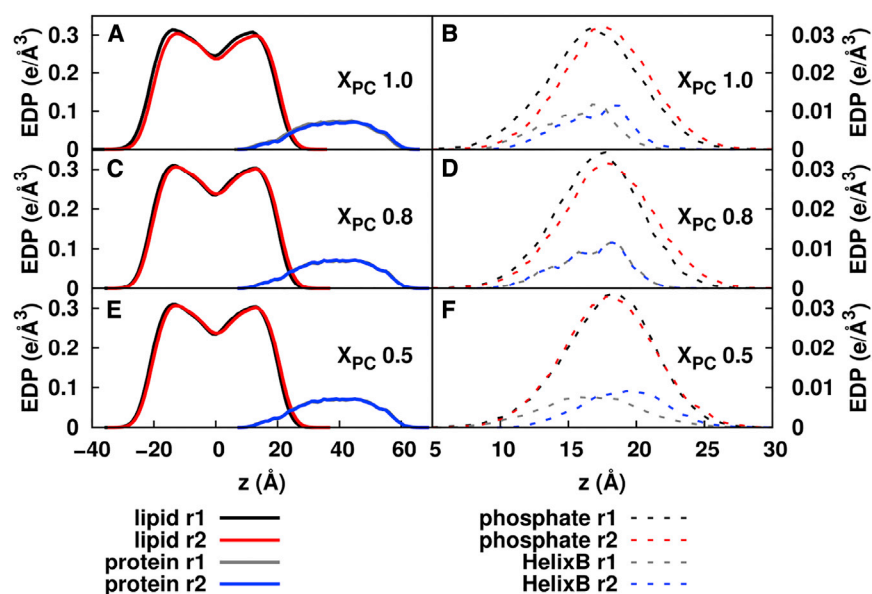 A
B
C
D
E
F
X_PC 1.0
X_PC 1.0
X_PC 0.8
X_PC 0.8
X_PC 0.5
X_PC 0.5
EDP (e/Å³)
EDP (e/Å³)
EDP (e/Å³)
EDP (e/Å³)
EDP (e/Å³)
EDP (e/Å³)
0.3
0.2
0.1
0
0.3
0.2
0.1
0
0.3
0.2
0.1
0
0.03
0.02
0.01
0
0.03
0.02
0.01
0
0.03
0.02
0.01
0
−40 −20 0 20 40 60
5 10 15 20 25 30
z (Å)
z (Å)
lipid r1
lipid r2
protein r1
protein r2
phosphate r1
phosphate r2
HelixB r1
HelixB r2